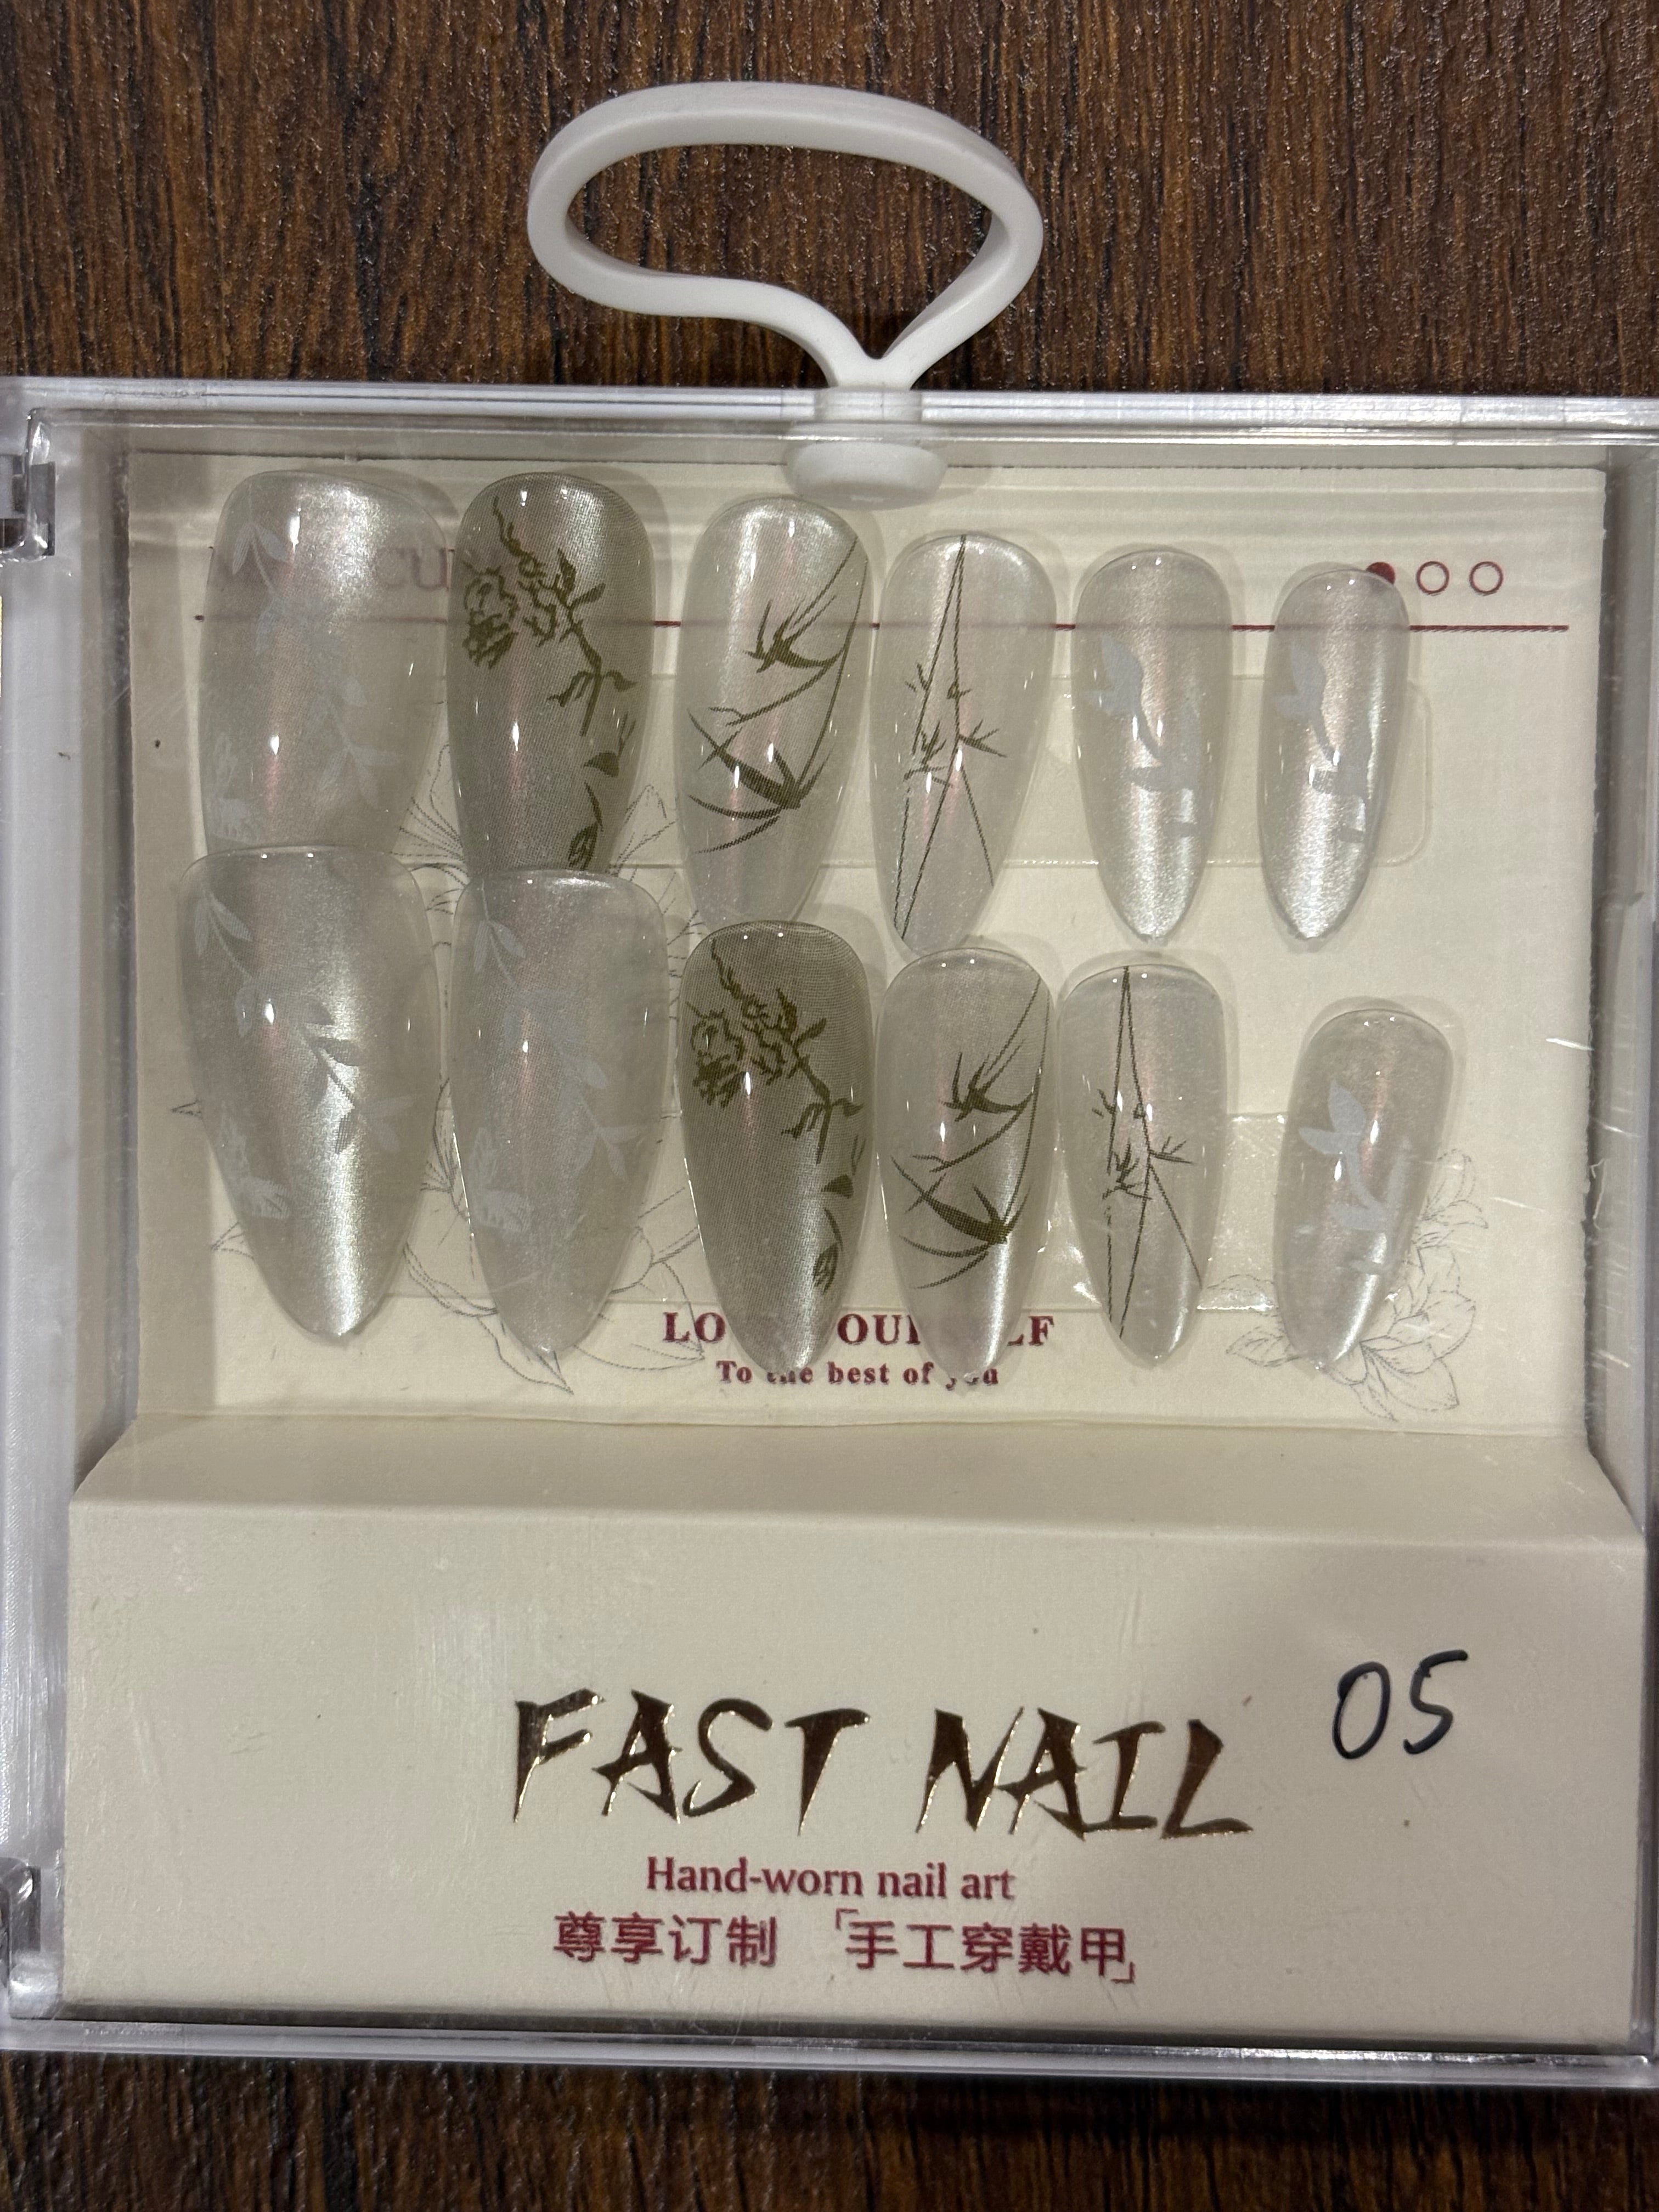 To the best of you
FAST NAIL
05
Hand-worn nail art
尊享订制 「手工穿戴甲」